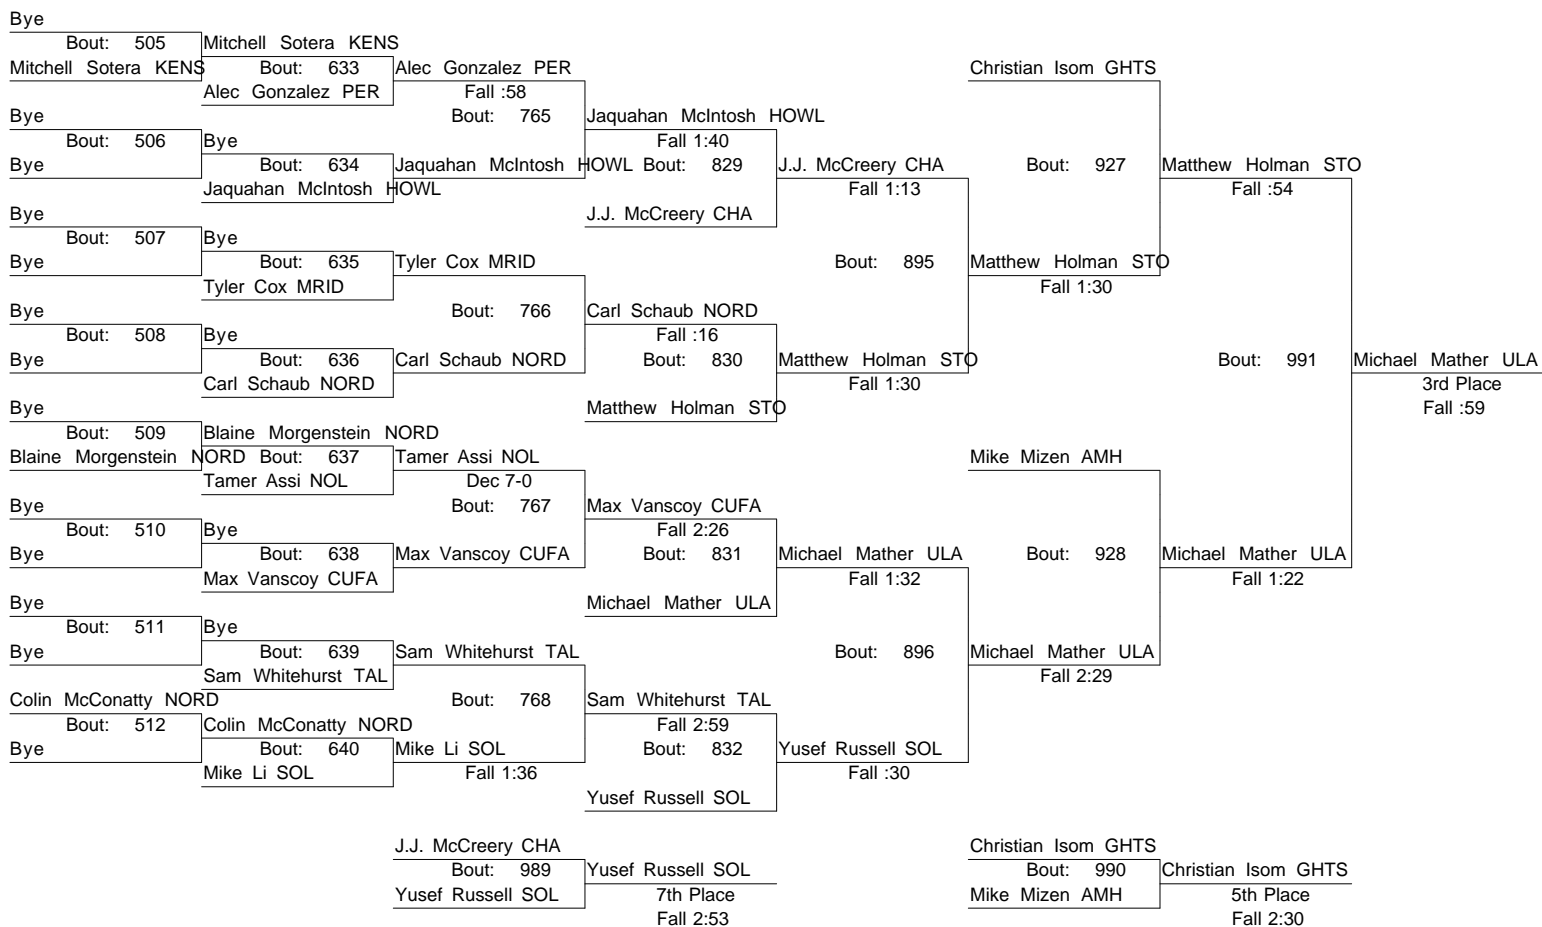 Bye
Bout: 505 Mitchell Sotera KENS
Mitchell Sotera KENS Bout: 633 Alec Gonzalez PER Christian Isom GHTS
Alec Gonzalez PER Fall :58
Bye Bout: 765 Jaquahan McIntosh HOWL
Bout: 506 Bye Fall 1:40
Bye Bout: 634 Jaquahan McIntosh HOWL Bout: 829 J.J. McCreery CHA Bout: 927 Matthew Holman STO
Jaquahan McIntosh HOWL Fall 1:13 Fall :54
Bye J.J. McCreery CHA
Bout: 507 Bye
Bye Bout: 635 Tyler Cox MRID Bout: 895 Matthew Holman STO
Tyler Cox MRID Fall 1:30
Bye Bout: 766 Carl Schaub NORD
Bout: 508 Bye Fall :16
Bye Bout: 636 Carl Schaub NORD Bout: 830 Matthew Holman STO Bout: 991 Michael Mather ULA
Carl Schaub NORD Fall 1:30 3rd Place
Bye Matthew Holman STO Fall :59
Bout: 509 Blaine Morgenstein NORD
Blaine Morgenstein NORD Bout: 637 Tamer Assi NOL Mike Mizen AMH
Tamer Assi NOL Dec 7-0
Bye Bout: 767 Max Vanscoy CUFA
Bout: 510 Bye Fall 2:26
Bye Bout: 638 Max Vanscoy CUFA Bout: 831 Michael Mather ULA Bout: 928 Michael Mather ULA
Max Vanscoy CUFA Fall 1:32 Fall 1:22
Bye Michael Mather ULA
Bout: 511 Bye
Bye Bout: 639 Sam Whitehurst TAL Bout: 896 Michael Mather ULA
Sam Whitehurst TAL Fall 2:29
Colin McConatty NORD Bout: 768 Sam Whitehurst TAL
Bout: 512 Colin McConatty NORD Fall 2:59
Bye Bout: 640 Mike Li SOL Bout: 832 Yusef Russell SOL
Mike Li SOL Fall 1:36 Fall :30
Yusef Russell SOL
J.J. McCreery CHA Christian Isom GHTS
Bout: 989 Yusef Russell SOL Bout: 990 Christian Isom GHTS
Yusef Russell SOL 7th Place Mike Mizen AMH 5th Place
Fall 2:53 Fall 2:30